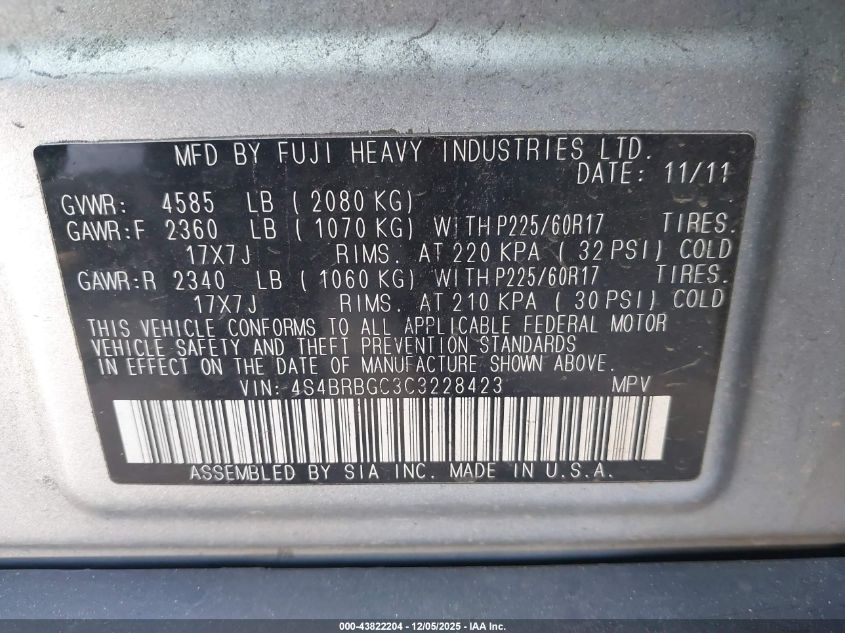 MFD BY FUJI HEAVY INDUSTRIES LTD.
DATE: 11/11
GVWR: 4585 LB ( 2080 KG)
GAWR:F 2360 LB ( 1070 KG) WITH P225/60R17 TIRES.
17X7J RIMS. AT 220 KPA ( 32 PSI) COLD
GAWR:R 2340 LB ( 1060 KG) WITH P225/60R17 TIRES.
17X7J RIMS. AT 210 KPA ( 30 PSI) COLD
THIS VEHICLE CONFORMS TO ALL APPLICABLE FEDERAL MOTOR
VEHICLE SAFETY AND THEFT PREVENTION STANDARDS
IN EFFECT ON THE DATE OF MANUFACTURE SHOWN ABOVE.
VIN: 4S4BRBGC3C3228423 MPV
ASSEMBLED BY SIA INC. MADE IN U.S.A.
000-43822204 - 12/05/2025 - IAA Inc.